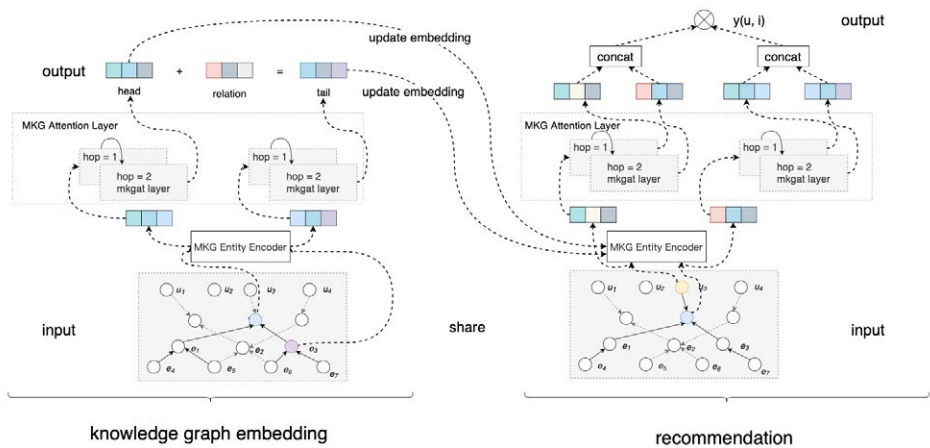 output
head
+
relation
=
tail
update embedding
update embedding
MKG Attention Layer
hop = 1
hop = 2
mkgat layer
hop = 1
hop = 2
mkgat layer
MKG Entity Encoder
input
u1
u2
u3
u4
e1
e2
e3
e4
e5
e6
e7
knowledge graph embedding
share
y(u, i)
output
concat
concat
MKG Attention Layer
hop = 1
hop = 2
mkgat layer
hop = 1
hop = 2
mkgat layer
MKG Entity Encoder
input
u1
u2
u3
u4
e1
e2
e3
e4
e5
e6
e7
recommendation